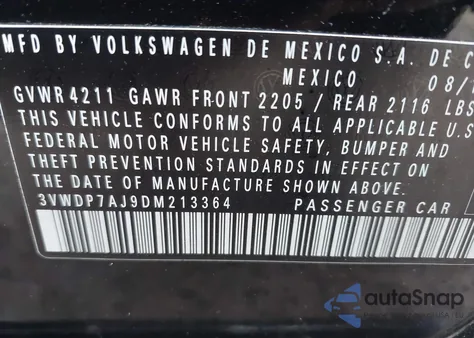 MFD BY VOLKSWAGEN DE MEXICO S.A. DE C
MEXICO 08/
GVWR 4211 GAWR FRONT 2205 / REAR 2116 LBS
THIS VEHICLE CONFORMS TO ALL APPLICABLE U.S
FEDERAL MOTOR VEHICLE SAFETY, BUMPER AND
THEFT PREVENTION STANDARDS IN EFFECT ON
THE DATE OF MANUFACTURE SHOWN ABOVE.
3VWDP7AJ9DM213364 PASSENGER CAR /
autoSnap